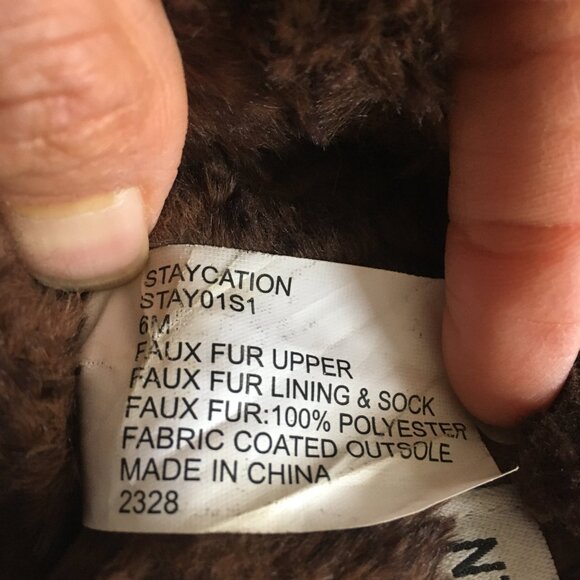 STAYCATION
STAY01S1
6M
FAUX FUR UPPER
FAUX FUR LINING & SOCK
FAUX FUR:100% POLYESTER
FABRIC COATED OUTSOLE
MADE IN CHINA
2328
N